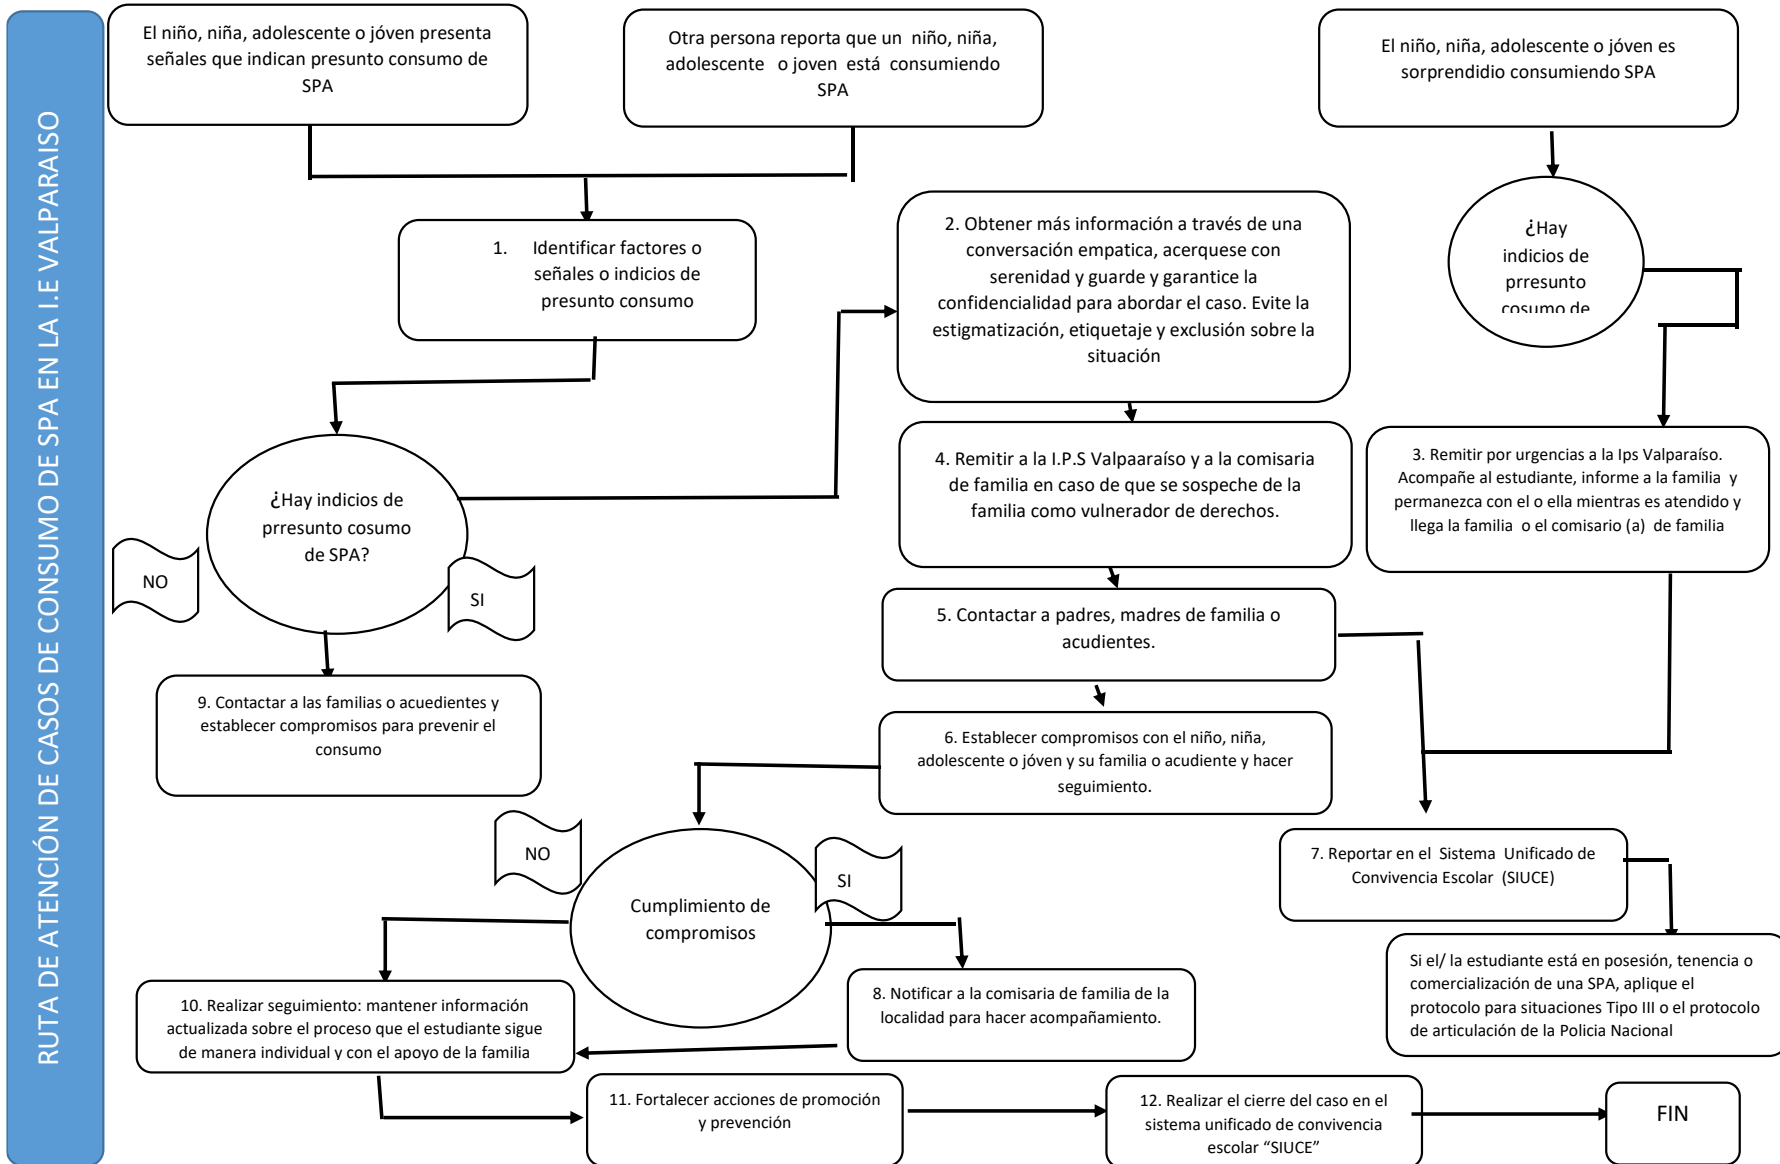 RUTA DE ATENCIÓN DE CASOS DE CONSUMO DE SPA EN LA I.E VALPARAISO
El niño, niña, adolescente o jóven presenta
señales que indican presunto consumo de
SPA
Otra persona reporta que un niño, niña,
adolescente o joven está consumiendo
SPA
El niño, niña, adolescente o jóven es
sorprendidio consumiendo SPA
1. Identificar factores o
señales o indicios de
presunto consumo
2. Obtener más información a través de una
conversación empatica, acerquese con
serenidad y guarde y garantice la
confidencialidad para abordar el caso. Evite la
estigmatización, etiquetaje y exclusión sobre la
situación
¿Hay
indicios de
prresunto
cosumo de
4. Remitir a la I.P.S Valpaaraíso y a la comisaria
de familia en caso de que se sospeche de la
familia como vulnerador de derechos.
3. Remitir por urgencias a la Ips Valparaíso.
Acompañe al estudiante, informe a la familia y
permanezca con el o ella mientras es atendido y
llega la familia o el comisario (a) de familia
¿Hay indicios de
prresunto cosumo
de SPA?
NO
SI
5. Contactar a padres, madres de familia o
acudientes.
9. Contactar a las familias o acuedientes y
establecer compromisos para prevenir el
consumo
6. Establecer compromisos con el niño, niña,
adolescente o jóven y su familia o acudiente y hacer
seguimiento.
NO
SI
Cumplimiento de
compromisos
7. Reportar en el Sistema Unificado de
Convivencia Escolar (SIUCE)
Si el/ la estudiante está en posesión, tenencia o
comercialización de una SPA, aplique el
protocolo para situaciones Tipo III o el protocolo
de articulación de la Policia Nacional
10. Realizar seguimiento: mantener información
actualizada sobre el proceso que el estudiante sigue
de manera individual y con el apoyo de la familia
8. Notificar a la comisaria de familia de la
localidad para hacer acompañamiento.
11. Fortalecer acciones de promoción
y prevención
12. Realizar el cierre del caso en el
sistema unificado de convivencia
escolar “SIUCE”
FIN